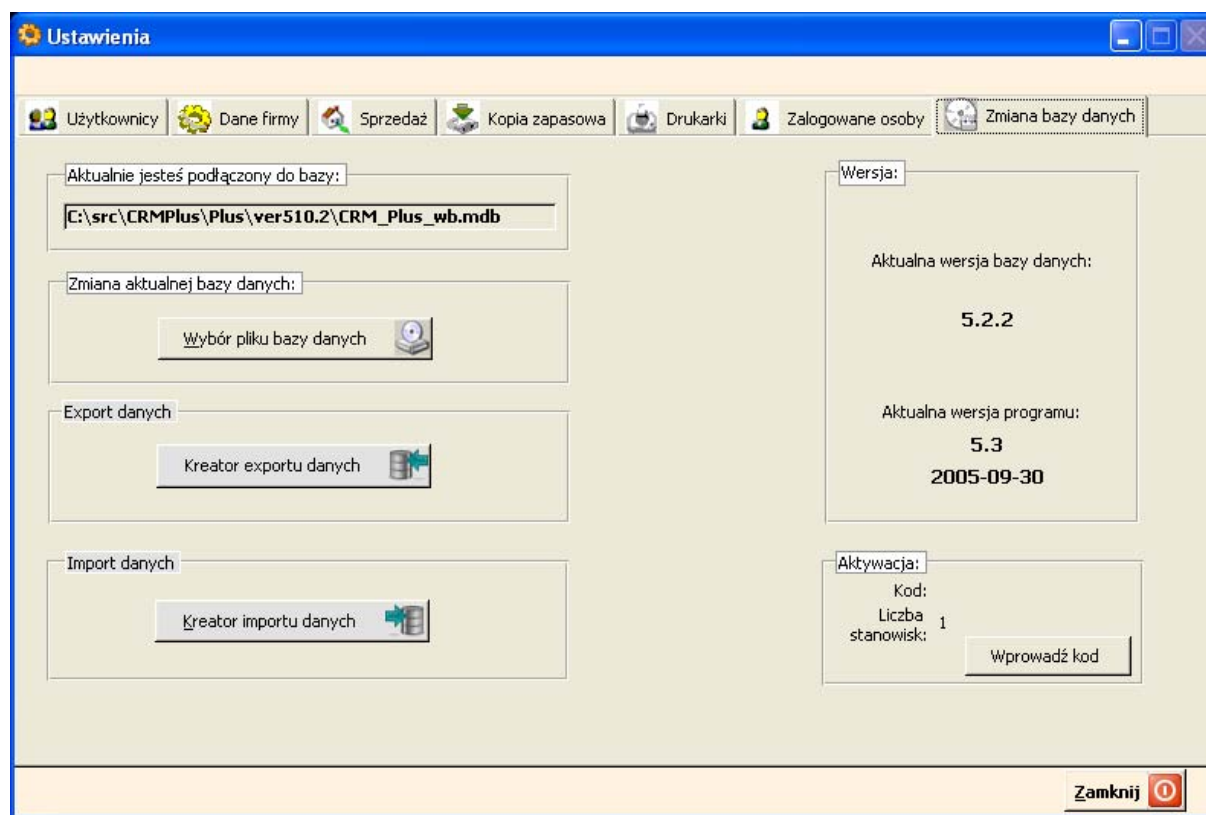 Ustawienia
Użytkownicy Dane firmy Sprzedaż Kopia zapasowa Drukarki Zalogowane osoby Zmiana bazy danych
Aktualnie jesteś podłączony do bazy:
C:\src\CRMPlus\Plus\ver510.2\CRM_Plus_wb.mdb
Zmiana aktualnej bazy danych:
Wybór pliku bazy danych
Export danych
Kreator exportu danych
Import danych
Kreator importu danych
Wersja:
Aktualna wersja bazy danych:
5.2.2
Aktualna wersja programu:
5.3
2005-09-30
Aktywacja:
Kod:
Liczba
stanowisk: 1
Wprowadź kod
Zamknij